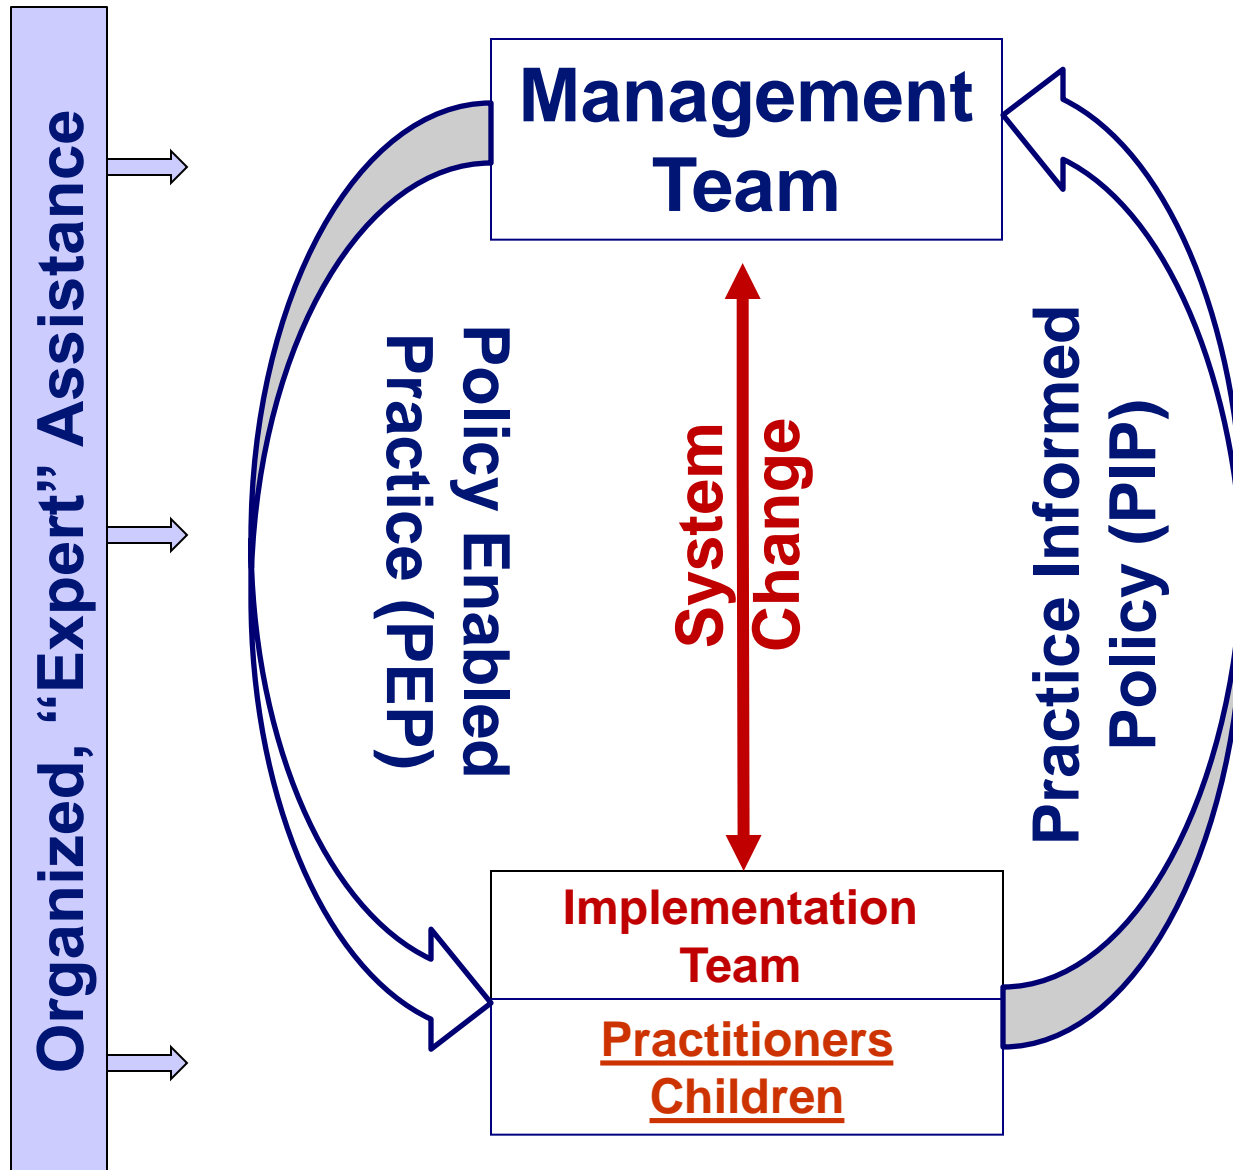 Organized, “Expert” Assistance
Management
Team
Policy Enabled
Practice (PEP)
System
Change
Practice Informed
Policy (PIP)
Implementation
Team
Practitioners
Children